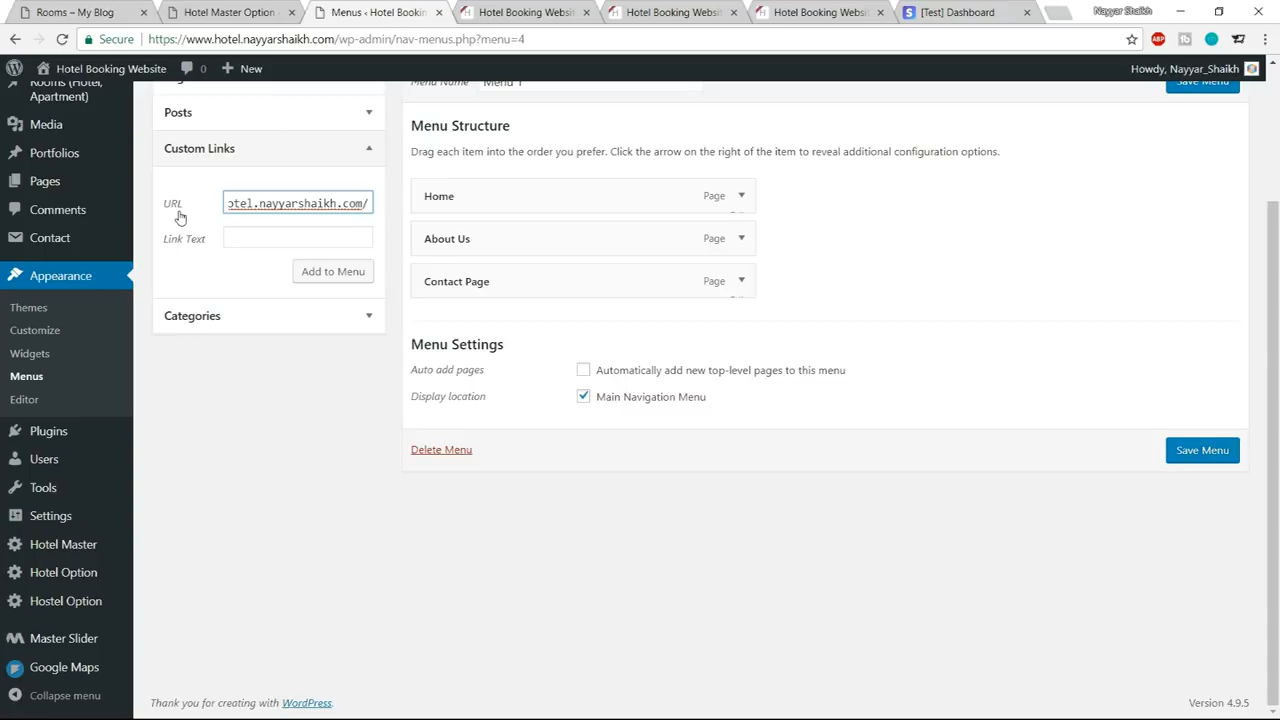 Rooms – My Blog
Hotel Master Option
Menus ‹ Hotel Bookin
Hotel Booking Website
Hotel Booking Website
Hotel Booking Websit
[Test] Dashboard
Nayyar Shaikh
Secure
https://www.hotel.nayyarshaikh.com/wp-admin/nav-menus.php?menu=4
Hotel Booking Website
0
New
Howdy, Nayyar_Shaikh
Rooms (Hotel,
Apartment)
Media
Portfolios
Pages
Comments
Contact
Appearance
Themes
Customize
Widgets
Menus
Editor
Plugins
Users
Tools
Settings
Hotel Master
Hotel Option
Hostel Option
Master Slider
Google Maps
Collapse menu
Posts
Custom Links
URL
otel.nayyarshaikh.com/
Link Text
Add to Menu
Categories
Menu Name
Menu 1
Save Menu
Menu Structure
Drag each item into the order you prefer. Click the arrow on the right of the item to reveal additional configuration options.
Home
Page
About Us
Page
Contact Page
Page
Menu Settings
Auto add pages
Automatically add new top-level pages to this menu
Display location
Main Navigation Menu
Delete Menu
Save Menu
Thank you for creating with WordPress.
Version 4.9.5